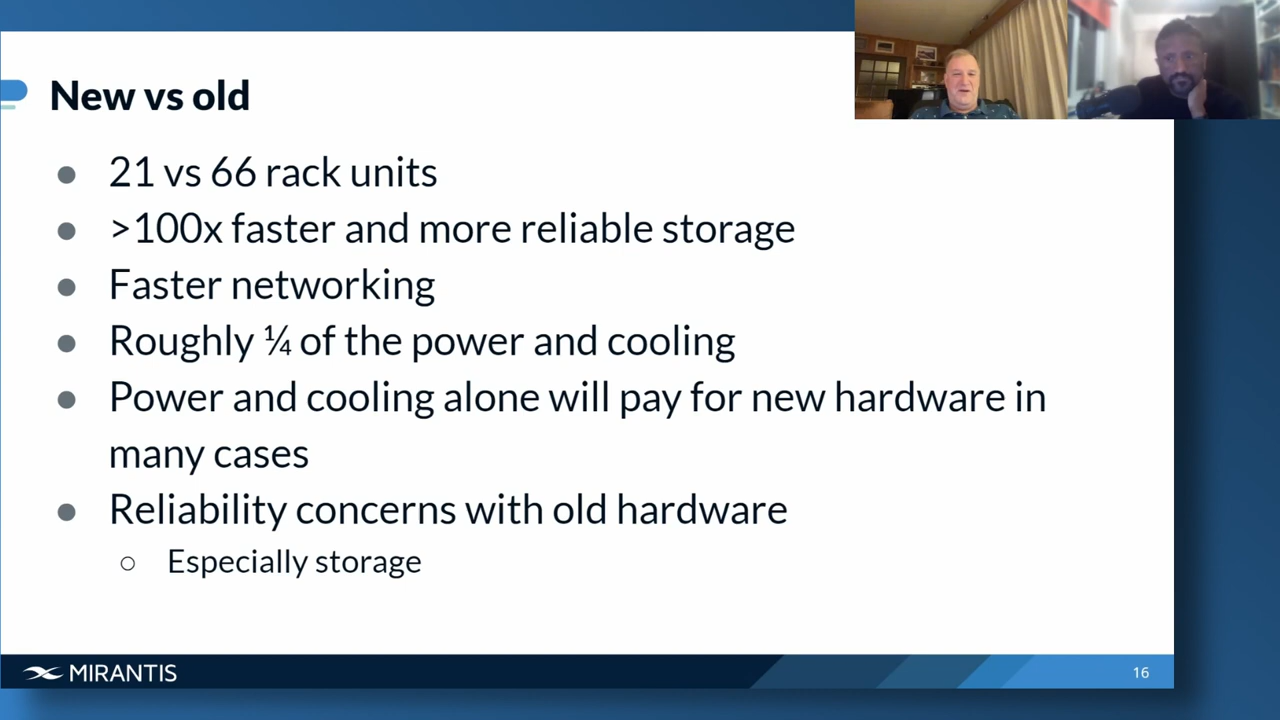 New vs old
● 21 vs 66 rack units
● >100x faster and more reliable storage
● Faster networking
● Roughly ¼ of the power and cooling
● Power and cooling alone will pay for new hardware in
many cases
● Reliability concerns with old hardware
○ Especially storage
MIRANTIS
16